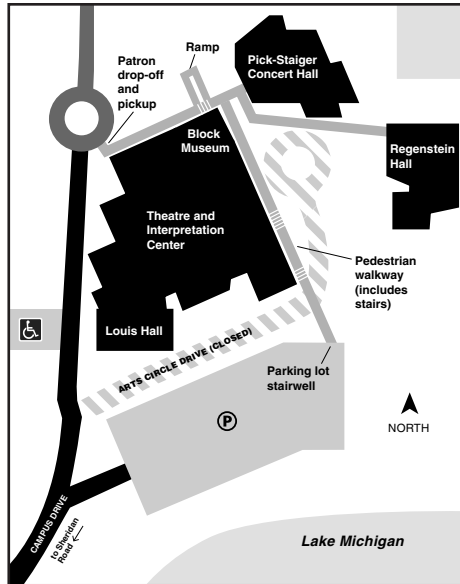 Ramp
Pick-Staiger
Concert Hall
Patron
drop-off
and
pickup
Block
Museum
Regenstein
Hall
Theatre and
Interpretation
Center
Pedestrian
walkway
(includes
stairs)
Louis Hall
ARTS CIRCLE DRIVE (CLOSED)
Parking lot
stairwell
P
NORTH
CAMPUS DRIVE
to Sheridan
Road
Lake Michigan